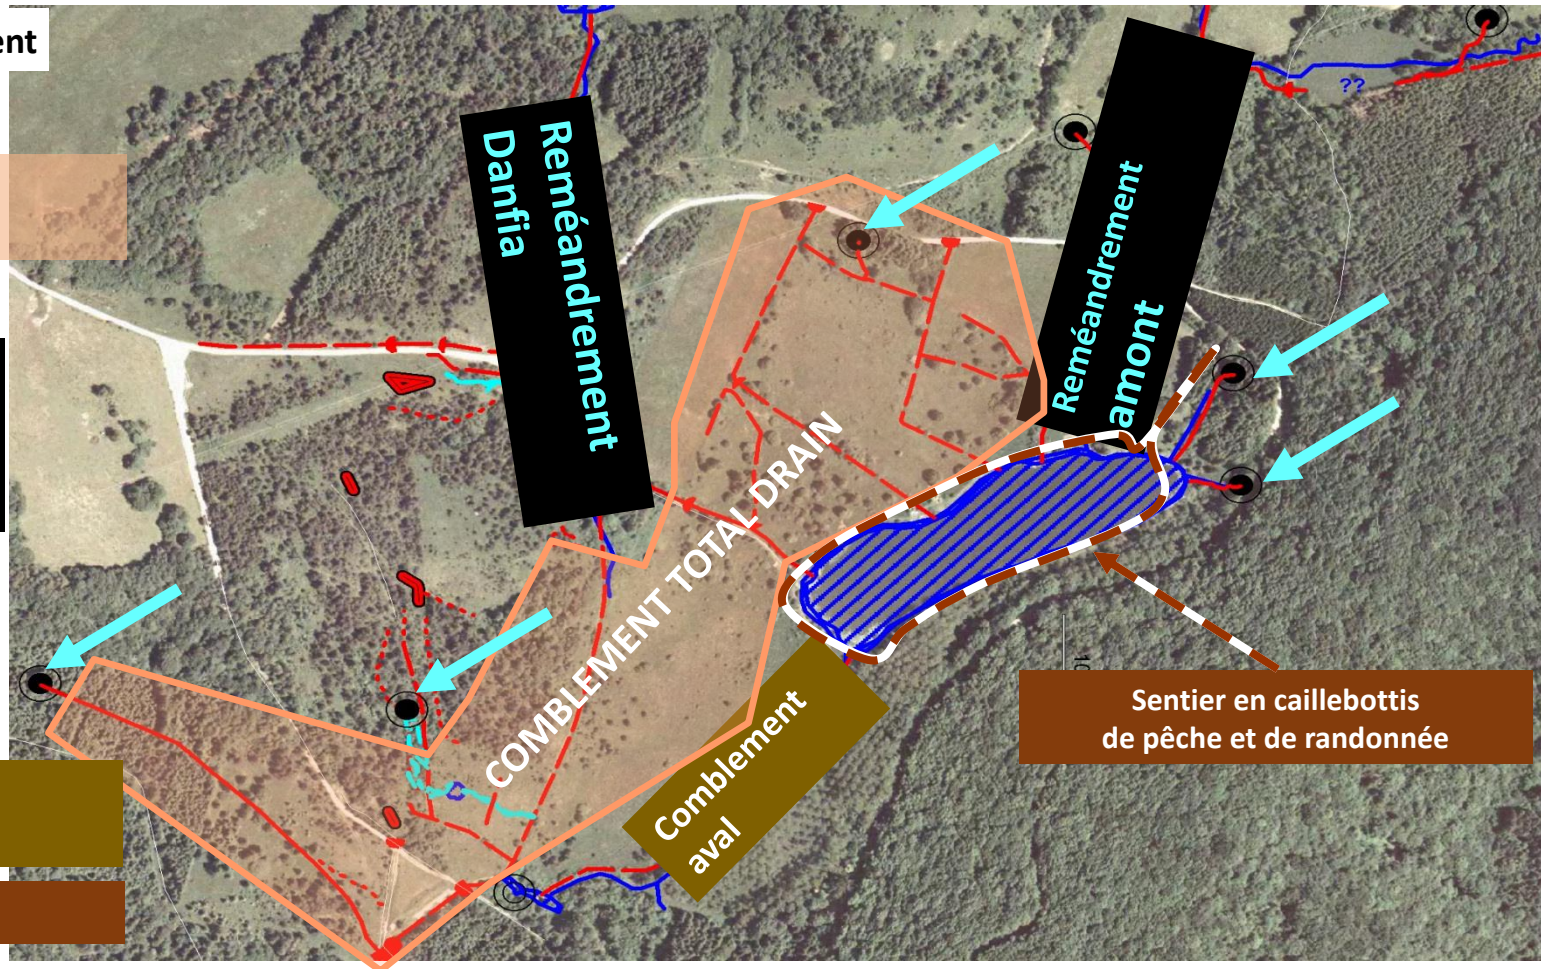 ent
??
Reméandrement
Danfia
Reméandrement
amont
COMBLEMENT TOTAL DRAIN
Comblement
aval
Sentier en caillebottis
de pêche et de randonnée